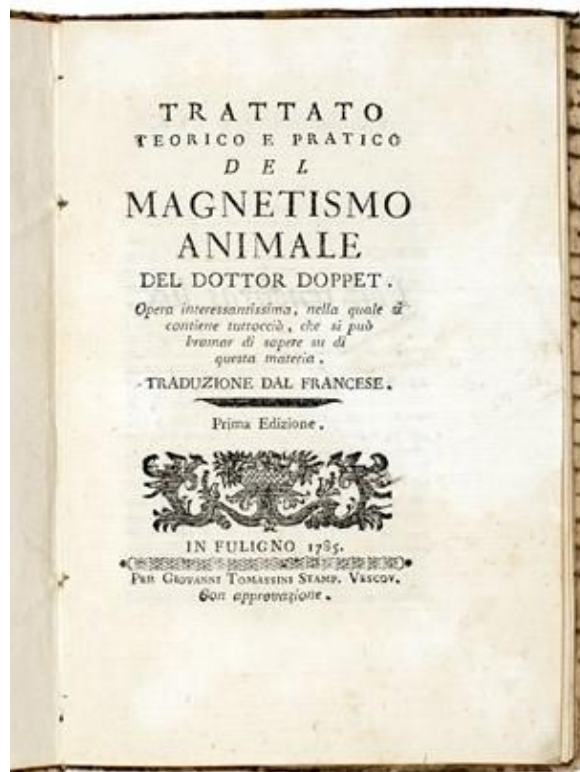 TRATTATO
TEORICO E PRATICO
DEL
MAGNETISMO
ANIMALE
DEL DOTTOR DOPPET.
Opera interessantissima, nella quale si
contiene tuttocciò, che si può
bramar di sapere su di
questa materia.
TRADUZIONE DAL FRANCESE.
Prima Edizione.
IN FULIGNO 1785.
PER GIOVANNI TOMASSINI STAMP. VESCOV.
Con approvazione.